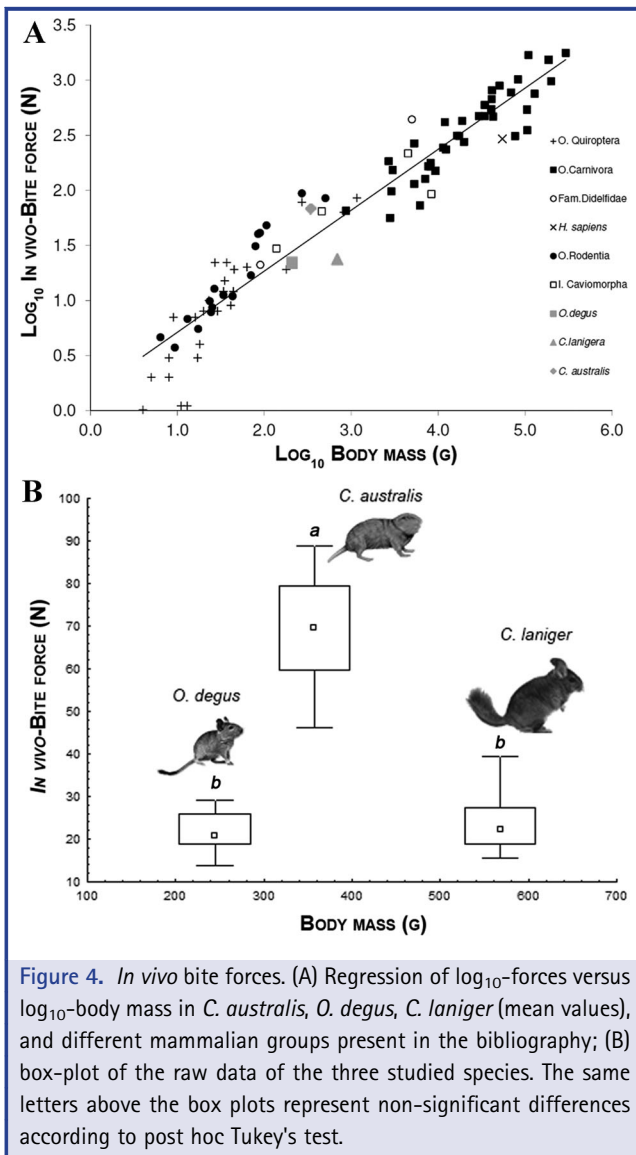 A
Log10 In vivo-Bite force (N)
3.5
3.0
2.5
2.0
1.5
1.0
0.5
0.0
0.0 1.0 2.0 3.0 4.0 5.0 6.0
Log10 Body mass (g)
O. Quiroptera
O.Carnivora
Fam.Didelfidae
H. sapiens
O.Rodentia
I. Caviomorpha
O.degus
C.lanigera
C. australis
B
In vivo-Bite force (N)
100
90
80
70
60
50
40
30
20
10
C. australis
a
C. laniger
b
O. degus
b
100 200 300 400 500 600 700
Body mass (g)
Figure 4. In vivo bite forces. (A) Regression of log10-forces versus
log10-body mass in C. australis, O. degus, C. laniger (mean values),
and different mammalian groups present in the bibliography; (B)
box-plot of the raw data of the three studied species. The same
letters above the box plots represent non-significant differences
according to post hoc Tukey's test.